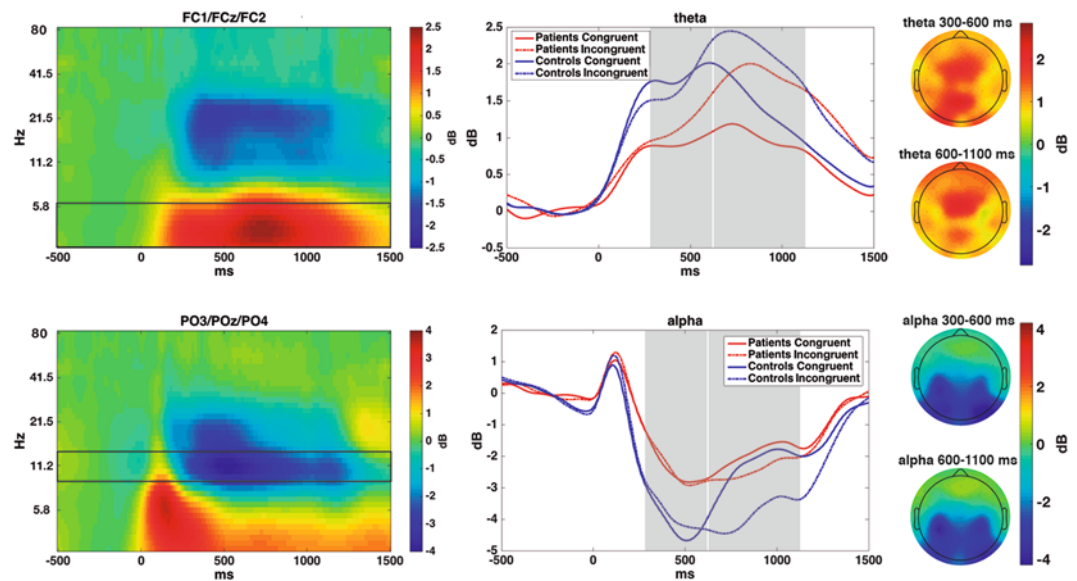 FC1/FCz/FC2
80
41.5
21.5
11.2
5.8
Hz
-500 0 500 1000 1500
ms
2.5
2
1.5
1
0.5
0
-0.5
-1
-1.5
-2
-2.5
dB
theta
Patients Congruent
Patients Incongruent
Controls Congruent
Controls Incongruent
2.5
2
1.5
1
0.5
0
0.5
dB
-500 0 500 1000 1500
ms
theta 300-600 ms
theta 600-1100 ms
2
1
0
-1
-2
dB
PO3/POz/PO4
80
41.5
21.5
11.2
5.8
Hz
-500 0 500 1000 1500
ms
4
3
2
1
0
-1
-2
-3
-4
dB
alpha
Patients Congruent
Patients Incongruent
Controls Congruent
Controls Incongruent
2
1
0
-1
-2
-3
-4
-5
dB
-500 0 500 1000 1500
ms
alpha 300-600 ms
alpha 600-1100 ms
4
2
0
-2
-4
dB